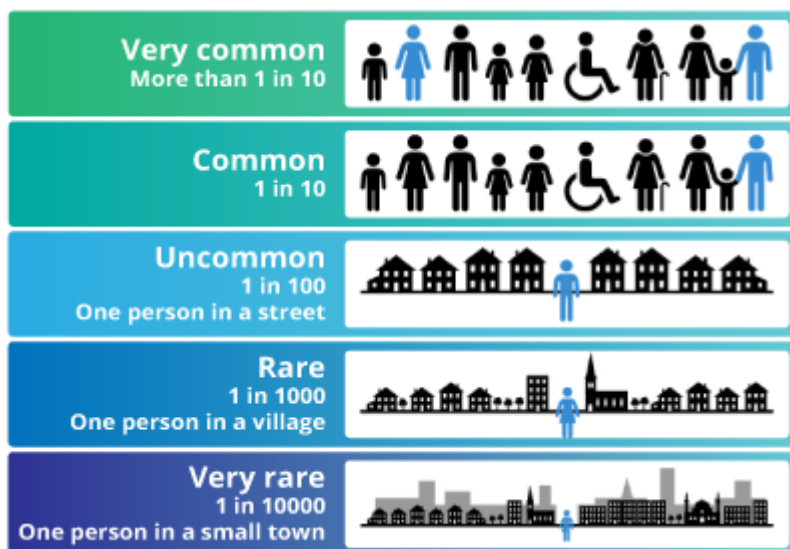 Very common
More than 1 in 10
Common
1 in 10
Uncommon
1 in 100
One person in a street
Rare
1 in 1000
One person in a village
Very rare
1 in 10000
One person in a small town